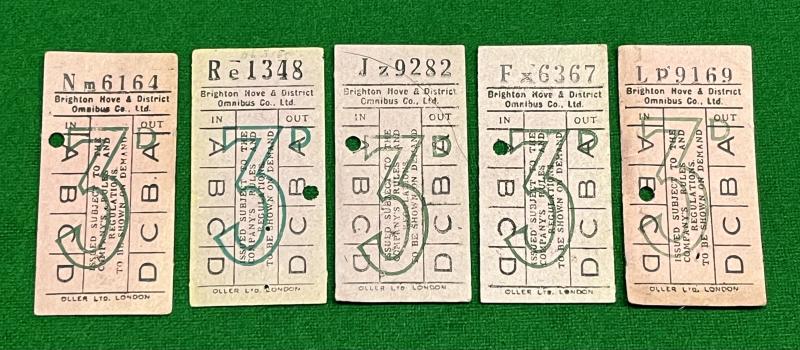 Nm6164
Brighton Hove & District
Omnibus Co., Ltd.
IN OUT
3D
A A
B B
C C
D D
ISSUED SUBJECT TO THE
COMPANY'S RULES AND
REGULATIONS.
TO BE SHOWN ON DEMAND
OLLER LTD. LONDON
Re1348
Brighton Hove & District
Omnibus Co., Ltd.
IN OUT
3D
A A
B B
C C
D D
ISSUED SUBJECT TO THE
COMPANY'S RULES AND
REGULATIONS.
TO BE SHOWN ON DEMAND
OLLER LTD. LONDON
Jz9282
Brighton Hove & District
Omnibus Co., Ltd.
IN OUT
3D
A A
B B
C C
D D
ISSUED SUBJECT TO THE
COMPANY'S RULES AND
REGULATIONS.
TO BE SHOWN ON DEMAND
OLLER LTD. LONDON
Fx6367
Brighton Hove & District
Omnibus Co., Ltd.
IN OUT
3D
A A
B B
C C
D D
ISSUED SUBJECT TO THE
COMPANY'S RULES AND
REGULATIONS.
TO BE SHOWN ON DEMAND
OLLER LTD. LONDON
Lp9169
Brighton Hove & District
Omnibus Co., Ltd.
IN OUT
3D
A A
B B
C C
D D
ISSUED SUBJECT TO THE
COMPANY'S RULES AND
REGULATIONS.
TO BE SHOWN ON DEMAND
OLLER LTD. LONDON